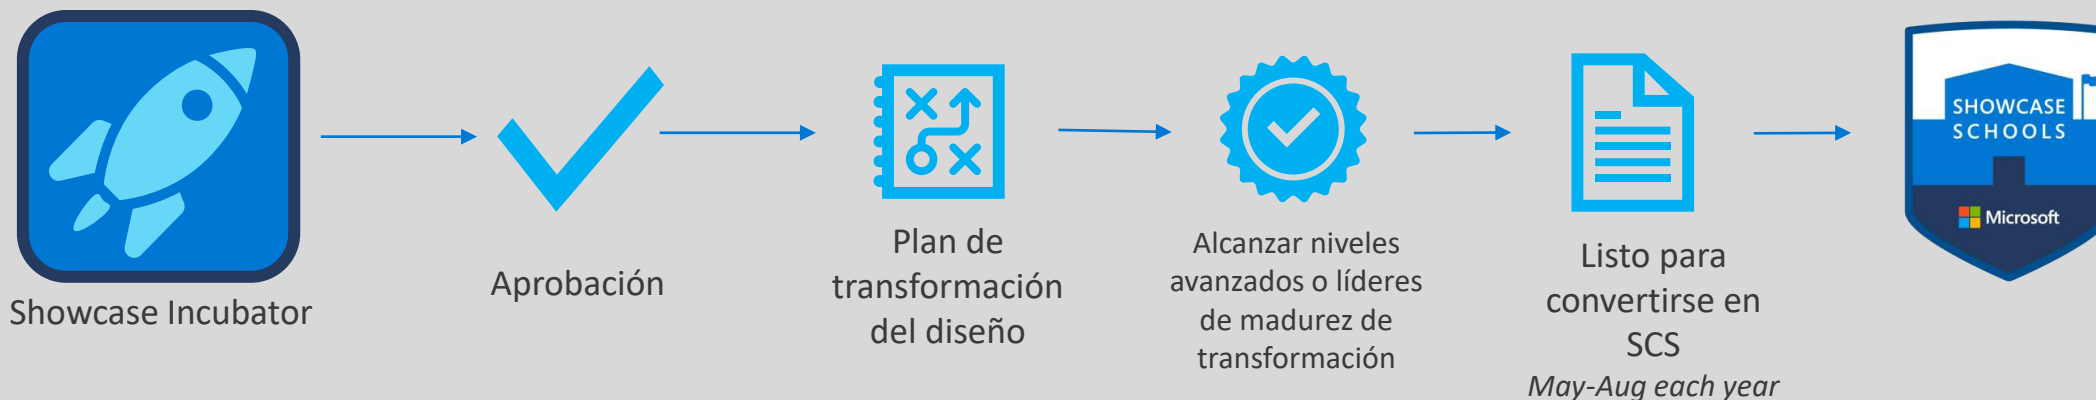 Showcase Incubator
Aprobación
Plan de
transformación
del diseño
Alcanzar niveles
avanzados o líderes
de madurez de
transformación
Listo para
convertirse en
SCS
May-Aug each year
SHOWCASE
SCHOOLS
Microsoft